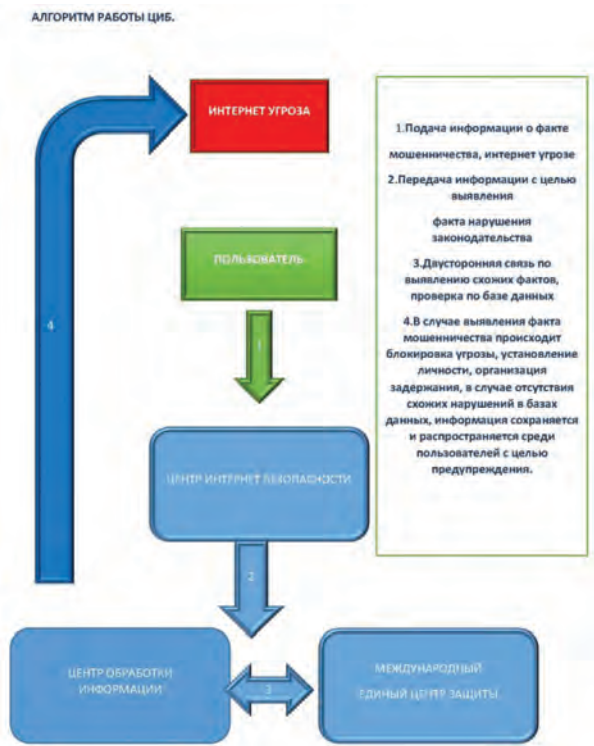 АЛГОРИТМ РАБОТЫ ЦИБ.
ИНТЕРНЕТ УГРОЗА
1.Подача информации о факте
мошенничества, интернет угрозе
2.Передача информации с целью
выявления
факта нарушения
законодательства
3.Двусторонняя связь по
выявлению схожих фактов,
проверка по базе данных
4.В случае выявления факта
мошенничества происходит
блокировка угрозы, установление
личности, организация
задержания, в случае отсутствия
схожих нарушений в базах
данных, информация сохраняется
и распространяется среди
пользователей с целью
предупреждения.
ПОЛЬЗОВАТЕЛЬ
4
1
ЦЕНТР ИНТЕРНЕТ БЕЗОПАСНОСТИ
2
ЦЕНТР ОБРАБОТКИ
ИНФОРМАЦИИ
3
МЕЖДУНАРОДНЫЙ
ЕДИНЫЙ ЦЕНТР ЗАЩИТЫ.